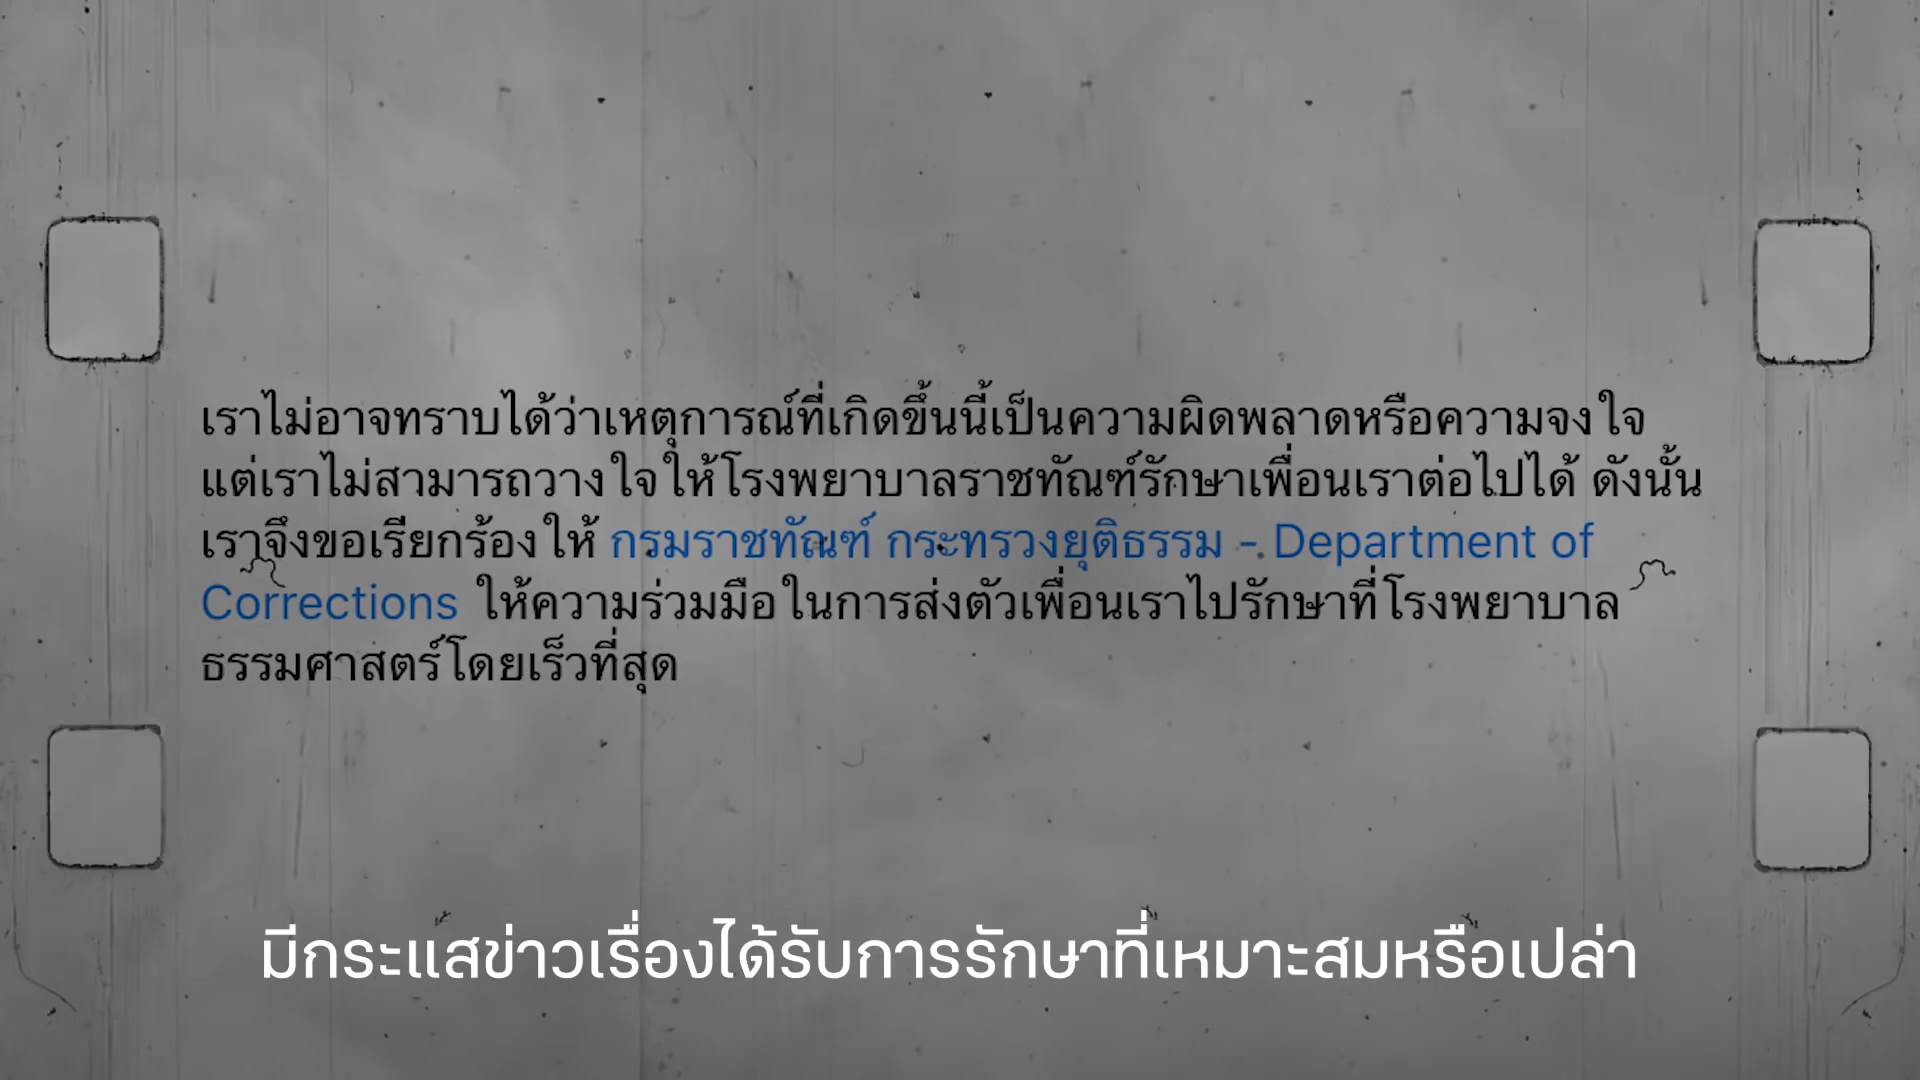 เราไม่อาจทราบได้ว่าเหตุการณ์ที่เกิดขึ้นนี้เป็นความผิดพลาดหรือความจงใจ
แต่เราไม่สามารถวางใจให้โรงพยาบาลราชทัณฑ์รักษาเพื่อนเราต่อไปได้ ดังนั้น
เราจึงขอเรียกร้องให้ กรมราชทัณฑ์ กระทรวงยุติธรรม - Department of
Corrections ให้ความร่วมมือในการส่งตัวเพื่อนเราไปรักษาที่โรงพยาบาล
ธรรมศาสตร์โดยเร็วที่สุด
มีกระแสข่าวเรื่องได้รับการรักษาที่เหมาะสมหรือเปล่า